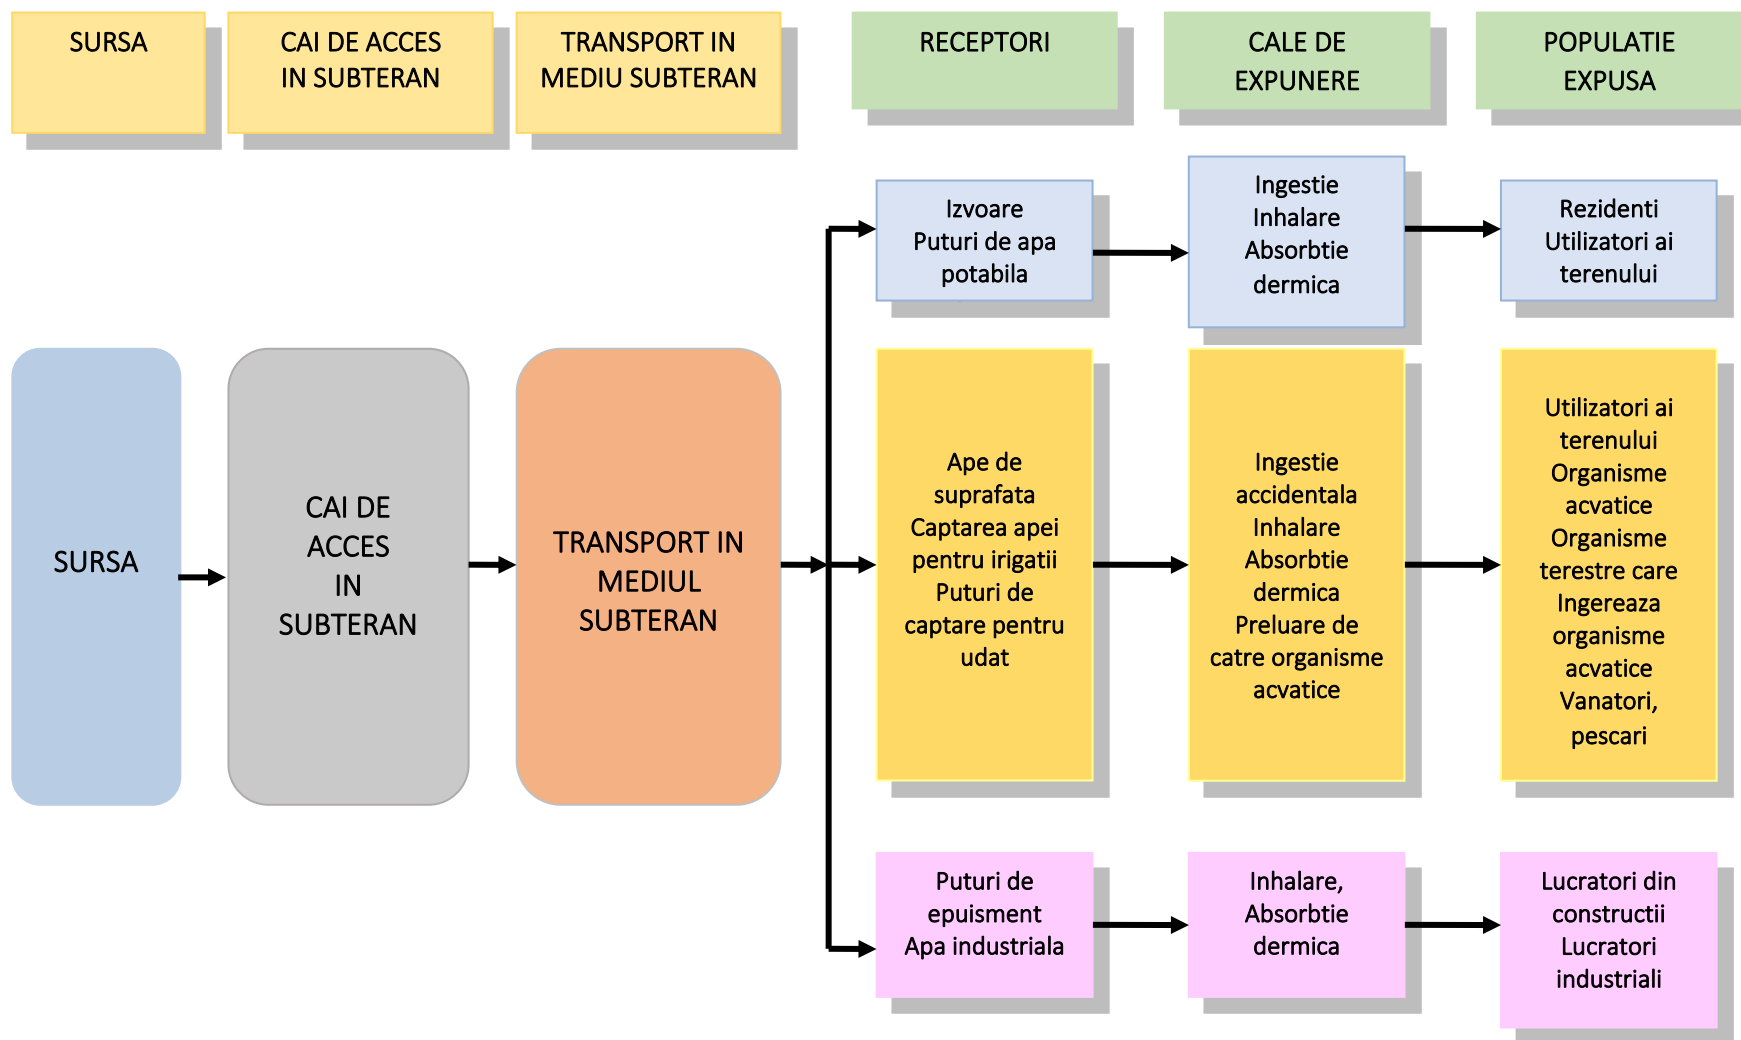 SURSA
CAI DE ACCES
IN SUBTERAN
TRANSPORT IN
MEDIU SUBTERAN
RECEPTORI
CALE DE
EXPUNERE
POPULATIE
EXPUSA
SURSA
CAI DE
ACCES
IN
SUBTERAN
TRANSPORT IN
MEDIUL
SUBTERAN
Izvoare
Puturi de apa
potabila
Ingestie
Inhalare
Absorbtie
dermica
Rezidenti
Utilizatori ai
terenului
Ape de
suprafata
Captarea apei
pentru irigatii
Puturi de
captare pentru
udat
Ingestie
accidentala
Inhalare
Absorbtie
dermica
Preluare de
catre organisme
acvatice
Utilizatori ai
terenului
Organisme
acvatice
Organisme
terestre care
Ingereaza
organisme
acvatice
Vanatori,
pescari
Puturi de
epuisment
Apa industriala
Inhalare,
Absorbtie
dermica
Lucratori din
constructii
Lucratori
industriali